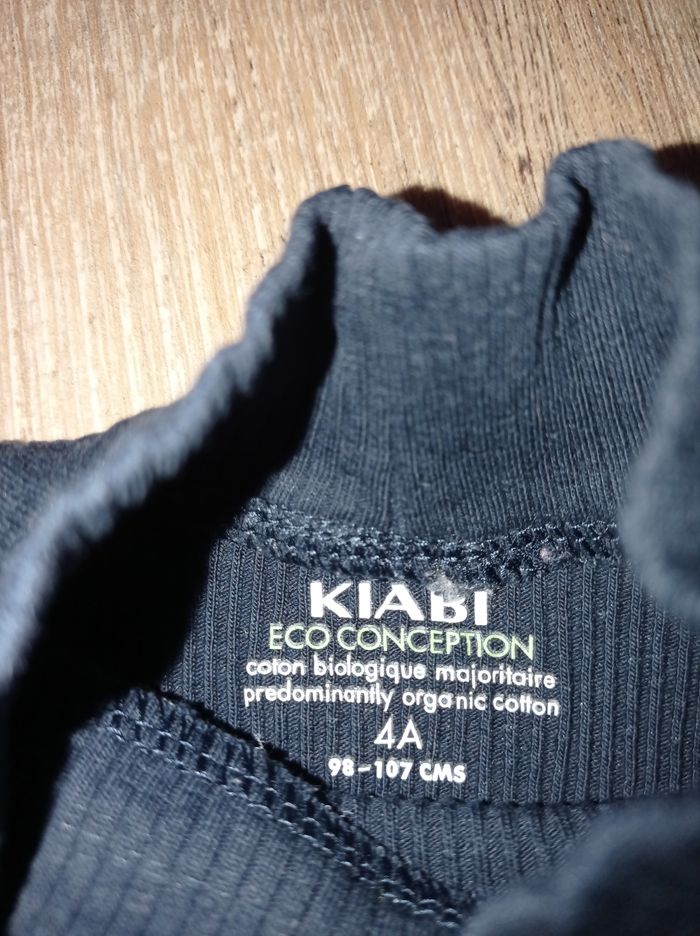 KIABI
ECO CONCEPTION
coton biologique majoritaire
predominantly organic cotton
4A
98-107 CMS